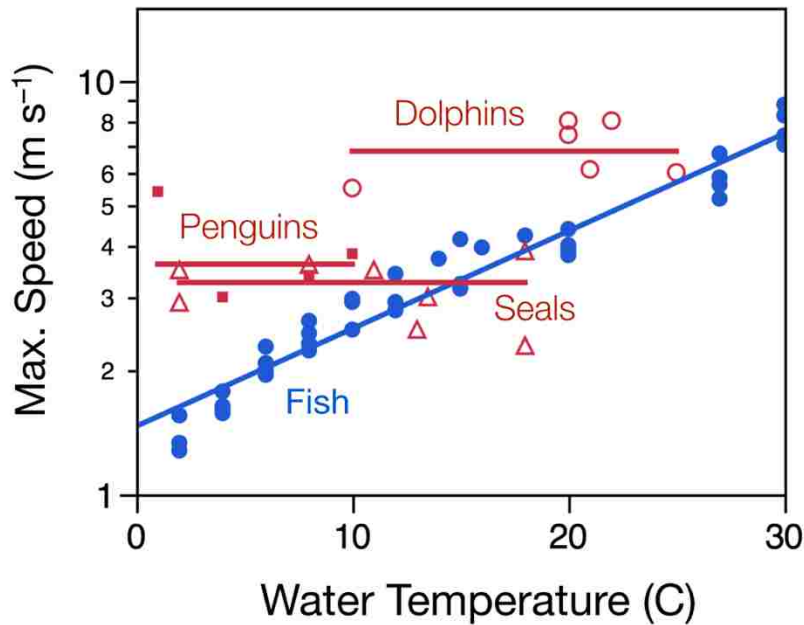 Max. Speed (m s⁻¹)
10
8
6
5
4
3
2
1
Dolphins
Penguins
Seals
Fish
0
10
20
30
Water Temperature (C)